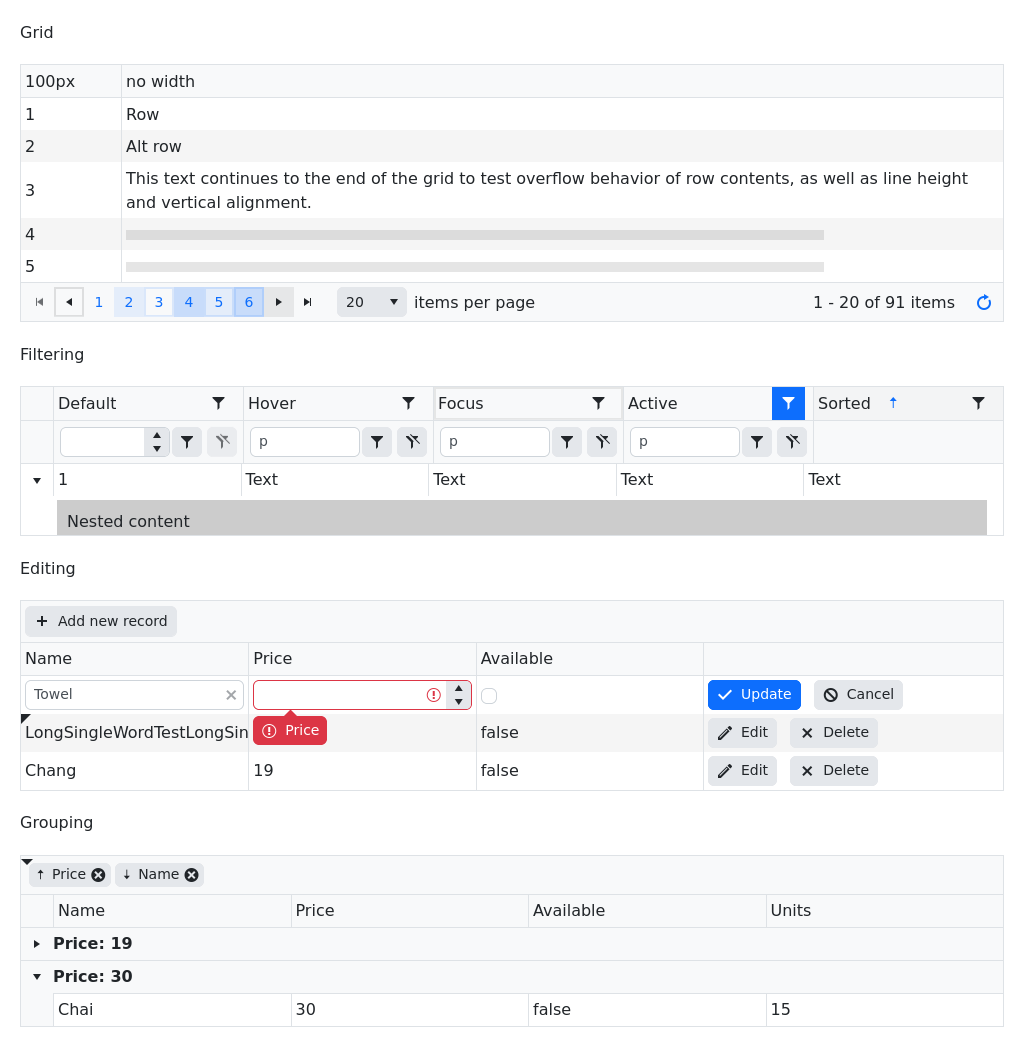 Grid
100px no width
1 Row
2 Alt row
3 This text continues to the end of the grid to test overflow behavior of row contents, as well as line height
and vertical alignment.
4
5
1 2 3 4 5 6 20 items per page 1 - 20 of 91 items
Filtering
Default Hover Focus Active Sorted
p p p
1 Text Text Text Text
Nested content
Editing
Add new record
Name Price Available
Towel Update Cancel
LongSingleWordTestLongSin Price false Edit Delete
Chang 19 false Edit Delete
Grouping
Price Name
Name Price Available Units
Price: 19
Price: 30
Chai 30 false 15